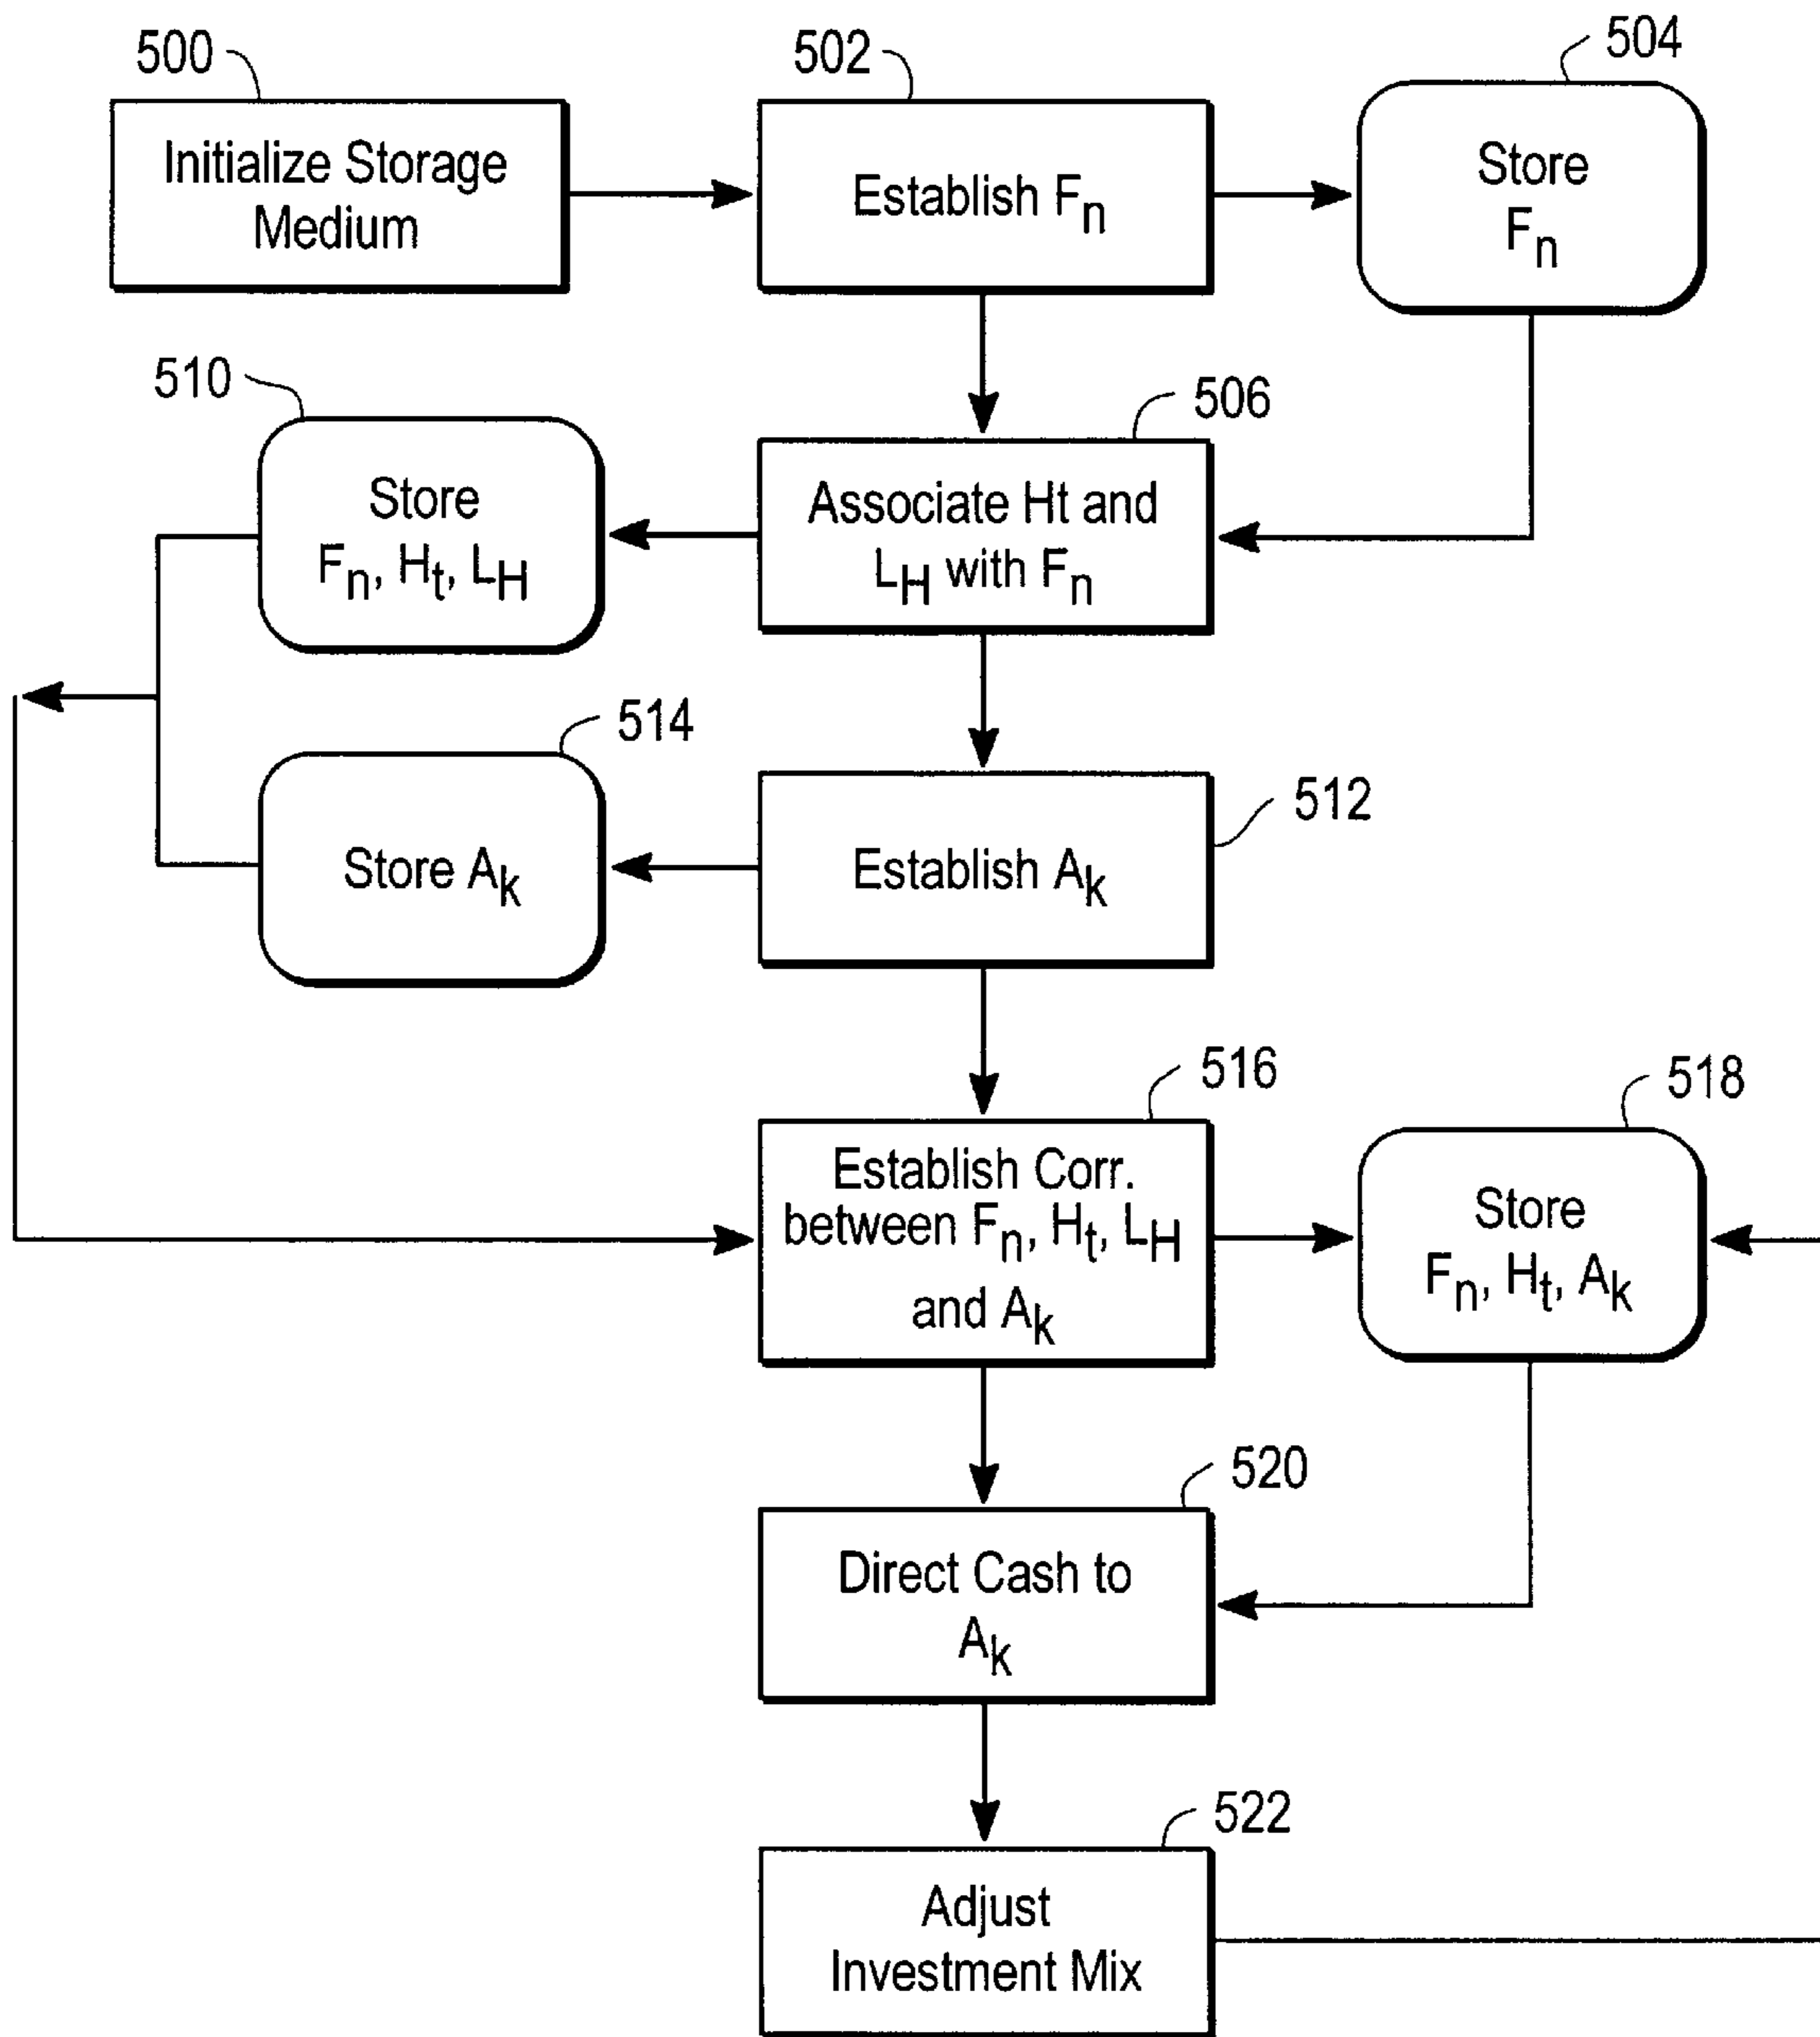 500
Initialize Storage
Medium
502
Establish Fn
504
Store
Fn
506
Associate Ht and
LH with Fn
510
Store
Fn, Ht, LH
512
Establish Ak
514
Store Ak
516
Establish Corr.
between Fn, Ht, LH
and Ak
518
Store
Fn, Ht, Ak
520
Direct Cash to
Ak
522
Adjust
Investment Mix